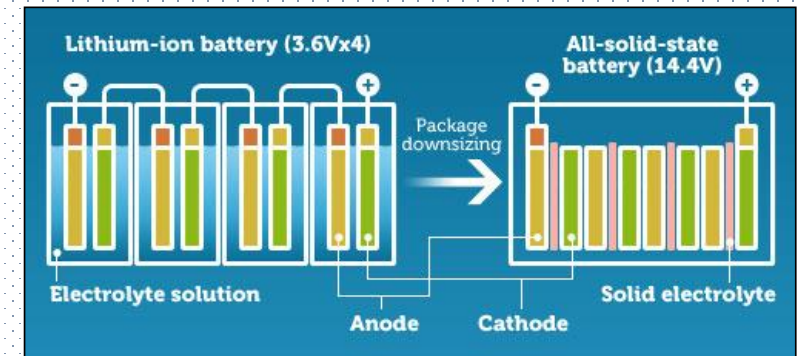 Lithium-ion battery (3.6Vx4)
All-solid-state
battery (14.4V)
−
+
−
+
Package
downsizing
Electrolyte solution
Solid electrolyte
Anode
Cathode